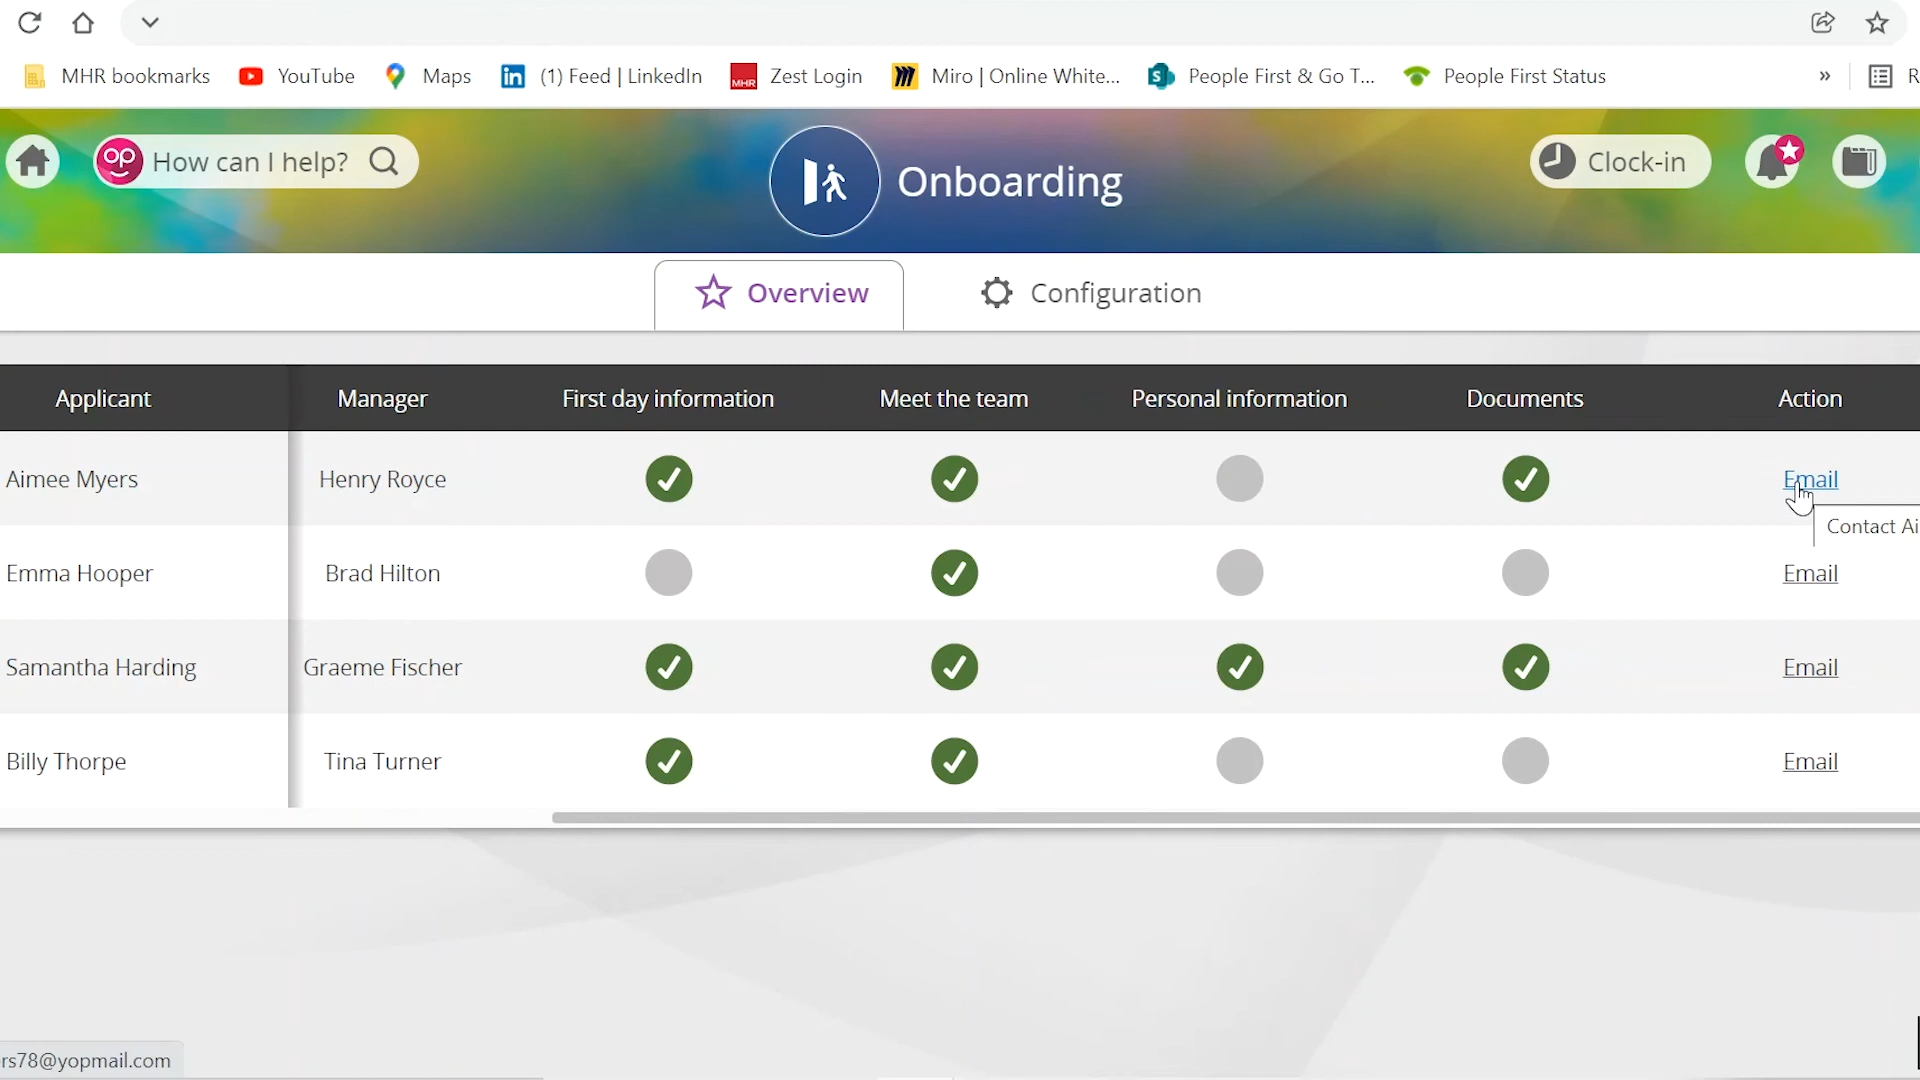 MHR bookmarks YouTube Maps (1) Feed | LinkedIn MHR Zest Login Miro | Online White... S People First & Go T... People First Status » R
op How can I help? Onboarding Clock-in
Overview Configuration
Applicant Manager First day information Meet the team Personal information Documents Action
Aimee Myers Henry Royce Email
Contact Ai
Emma Hooper Brad Hilton Email
Samantha Harding Graeme Fischer Email
Billy Thorpe Tina Turner Email
rs78@yopmail.com